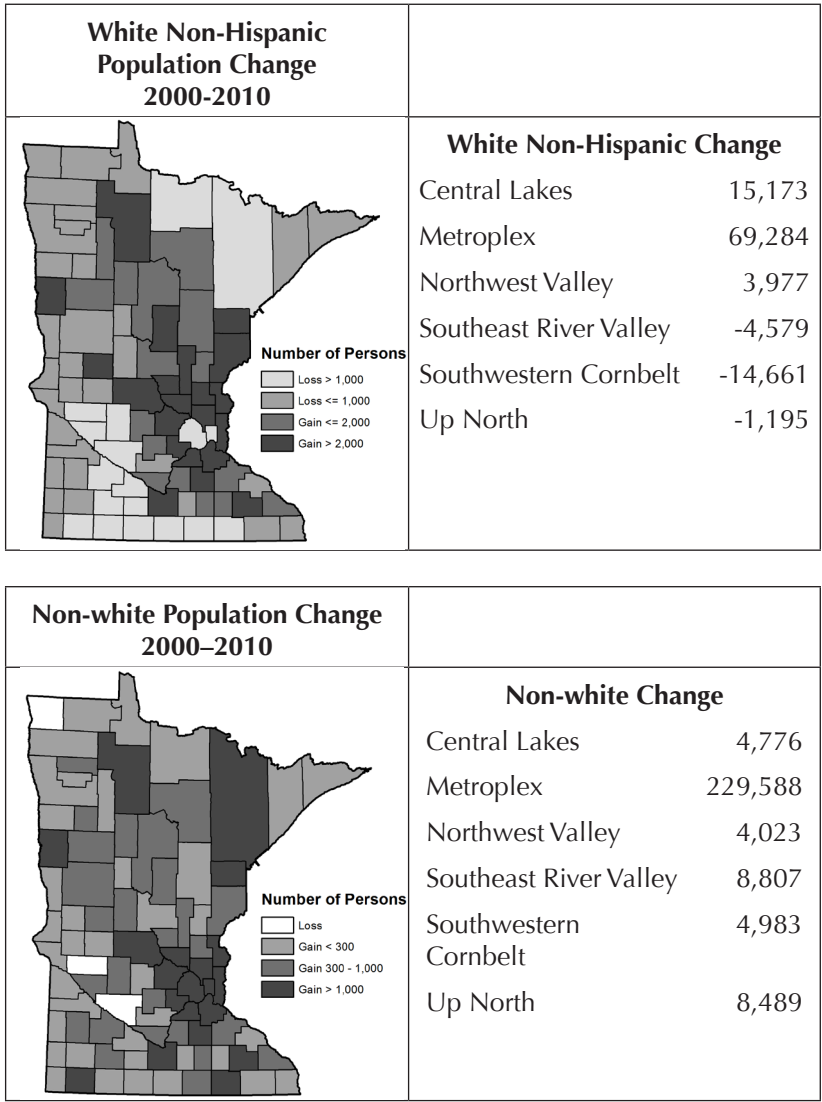 White Non-Hispanic
Population Change
2000-2010
Number of Persons
Loss > 1,000
Loss <= 1,000
Gain <= 2,000
Gain > 2,000
White Non-Hispanic Change
Central Lakes 15,173
Metroplex 69,284
Northwest Valley 3,977
Southeast River Valley -4,579
Southwestern Cornbelt -14,661
Up North -1,195
Non-white Population Change
2000–2010
Number of Persons
Loss
Gain < 300
Gain 300 - 1,000
Gain > 1,000
Non-white Change
Central Lakes 4,776
Metroplex 229,588
Northwest Valley 4,023
Southeast River Valley 8,807
Southwestern 4,983
Cornbelt
Up North 8,489